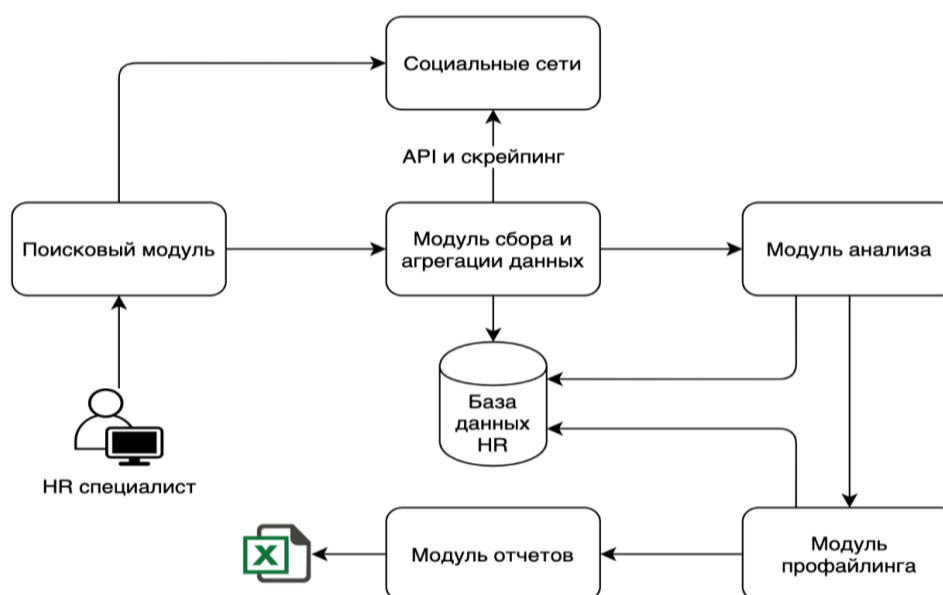 Социальные сети
API и скрейпинг
Поисковый модуль
Модуль сбора и
агрегации данных
Модуль анализа
База
данных
HR
HR специалист
X
Модуль отчетов
Модуль
профайлинга